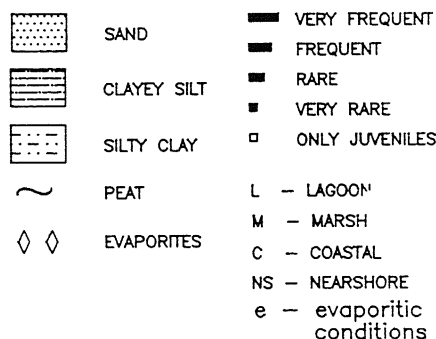 SAND
CLAYEY SILT
SILTY CLAY
PEAT
EVAPORITES
VERY FREQUENT
FREQUENT
RARE
VERY RARE
ONLY JUVENILES
L – LAGOON
M – MARSH
C – COASTAL
NS – NEARSHORE
e – evaporitic
conditions